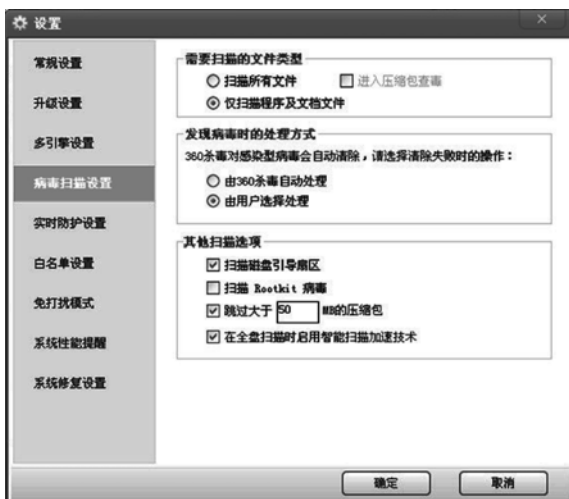 设置
常规设置
升级设置
多引擎设置
病毒扫描设置
实时防护设置
白名单设置
免打扰模式
系统性能提醒
系统修复设置
需要扫描的文件类型
扫描所有文件 进入压缩包查毒
仅扫描程序及文档文件
发现病毒时的处理方式
360杀毒对感染型病毒会自动清除，请选择清除失败时的操作：
由360杀毒自动处理
由用户选择处理
其他扫描选项
扫描磁盘引导扇区
扫描 Rootkit 病毒
跳过大于 50 MB的压缩包
在全盘扫描时启用智能扫描加速技术
确定 取消